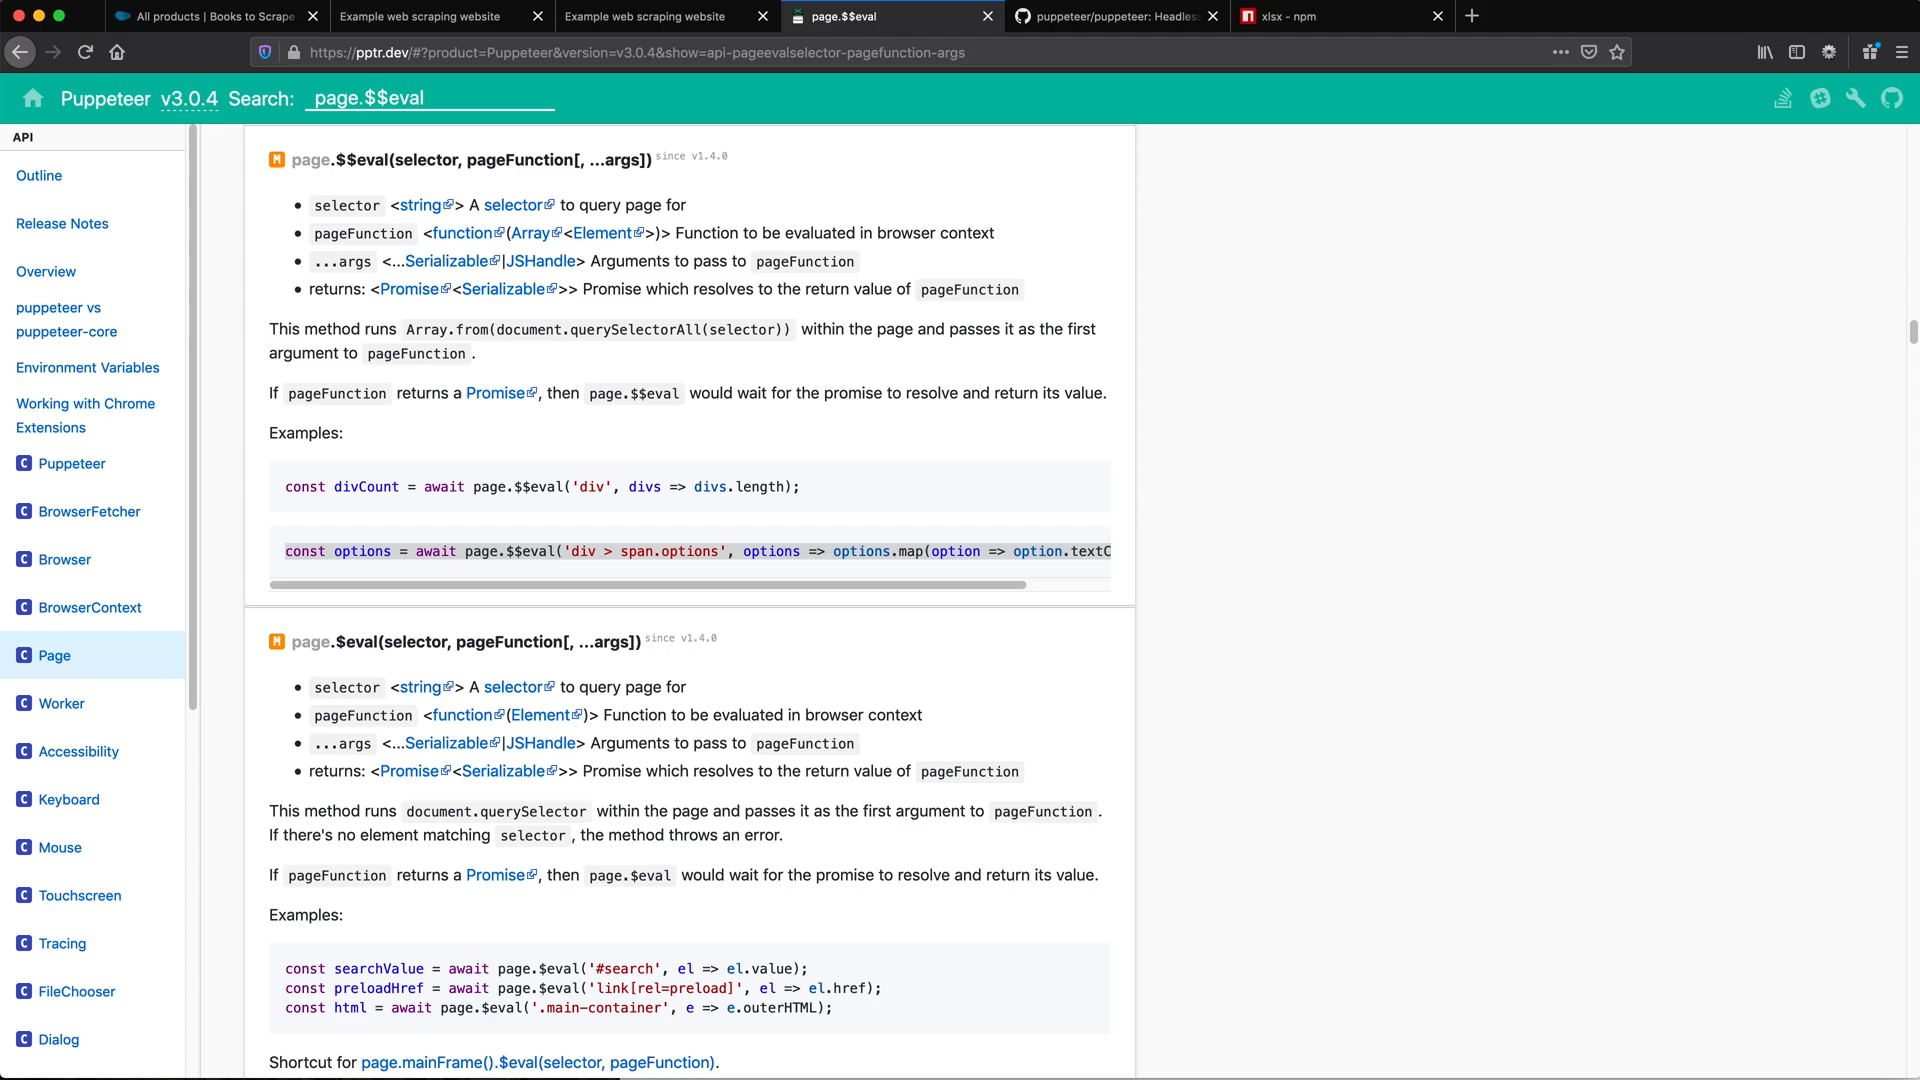 All products | Books to Scrape
Example web scraping website
Example web scraping website
page.$$eval
puppeteer/puppeteer: Headless
xlsx - npm
https://pptr.dev/#?product=Puppeteer&version=v3.0.4&show=api-pageevalselector-pagefunction-args
Puppeteer v3.0.4 Search: page.$$eval
API
Outline
Release Notes
Overview
puppeteer vs
puppeteer-core
Environment Variables
Working with Chrome
Extensions
C Puppeteer
C BrowserFetcher
C Browser
C BrowserContext
C Page
C Worker
C Accessibility
C Keyboard
C Mouse
C Touchscreen
C Tracing
C FileChooser
C Dialog
M page.$$eval(selector, pageFunction[, ...args]) since v1.4.0
• selector <string> A selector to query page for
• pageFunction <function(Array<Element>)> Function to be evaluated in browser context
• ...args <...Serializable|JSHandle> Arguments to pass to pageFunction
• returns: <Promise<Serializable>> Promise which resolves to the return value of pageFunction
This method runs Array.from(document.querySelectorAll(selector)) within the page and passes it as the first
argument to pageFunction.
If pageFunction returns a Promise, then page.$$eval would wait for the promise to resolve and return its value.
Examples:
const divCount = await page.$$eval('div', divs => divs.length);
const options = await page.$$eval('div > span.options', options => options.map(option => option.textC
M page.$eval(selector, pageFunction[, ...args]) since v1.4.0
• selector <string> A selector to query page for
• pageFunction <function(Element)> Function to be evaluated in browser context
• ...args <...Serializable|JSHandle> Arguments to pass to pageFunction
• returns: <Promise<Serializable>> Promise which resolves to the return value of pageFunction
This method runs document.querySelector within the page and passes it as the first argument to pageFunction.
If there's no element matching selector, the method throws an error.
If pageFunction returns a Promise, then page.$eval would wait for the promise to resolve and return its value.
Examples:
const searchValue = await page.$eval('#search', el => el.value);
const preloadHref = await page.$eval('link[rel=preload]', el => el.href);
const html = await page.$eval('.main-container', e => e.outerHTML);
Shortcut for page.mainFrame().$eval(selector, pageFunction).